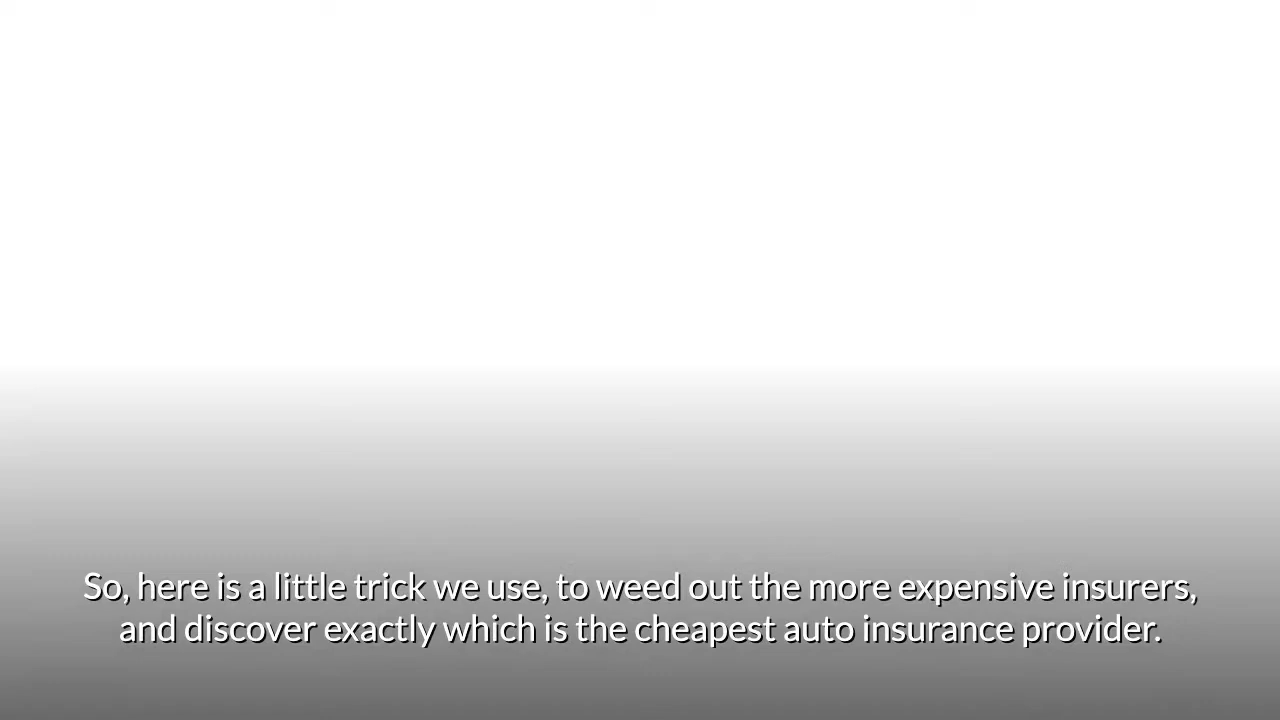 So, here is a little trick we use, to weed out the more expensive insurers,
and discover exactly which is the cheapest auto insurance provider.